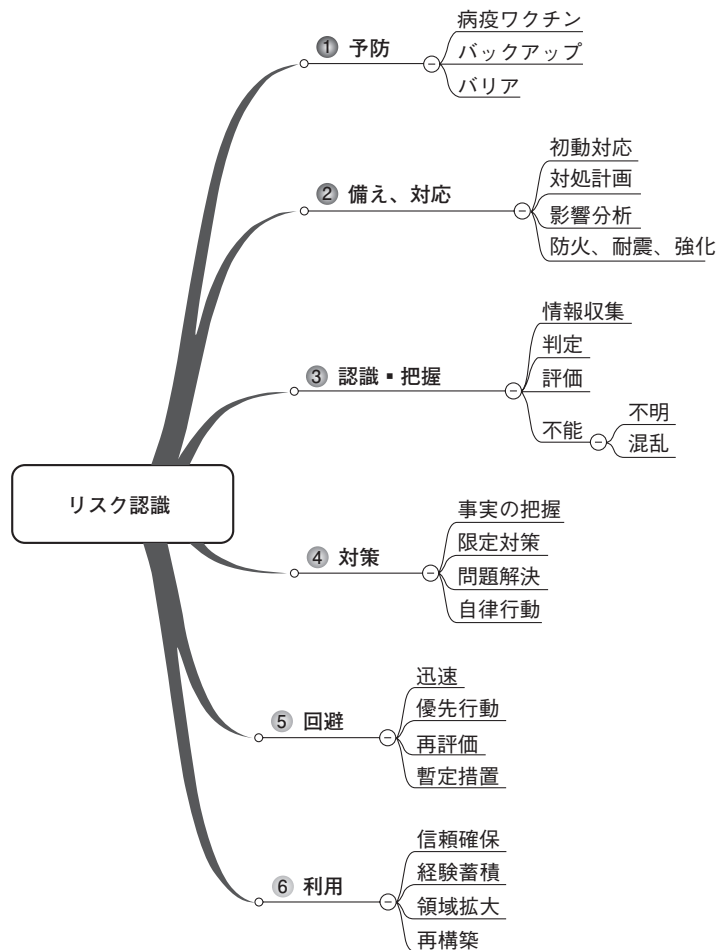 リスク認識
① 予防
病疫ワクチン
バックアップ
バリア
② 備え、対応
初動対応
対処計画
影響分析
防火、耐震、強化
③ 認識▪把握
情報収集
判定
評価
不能
不明
混乱
④ 対策
事実の把握
限定対策
問題解決
自律行動
⑤ 回避
迅速
優先行動
再評価
暫定措置
⑥ 利用
信頼確保
経験蓄積
領域拡大
再構築